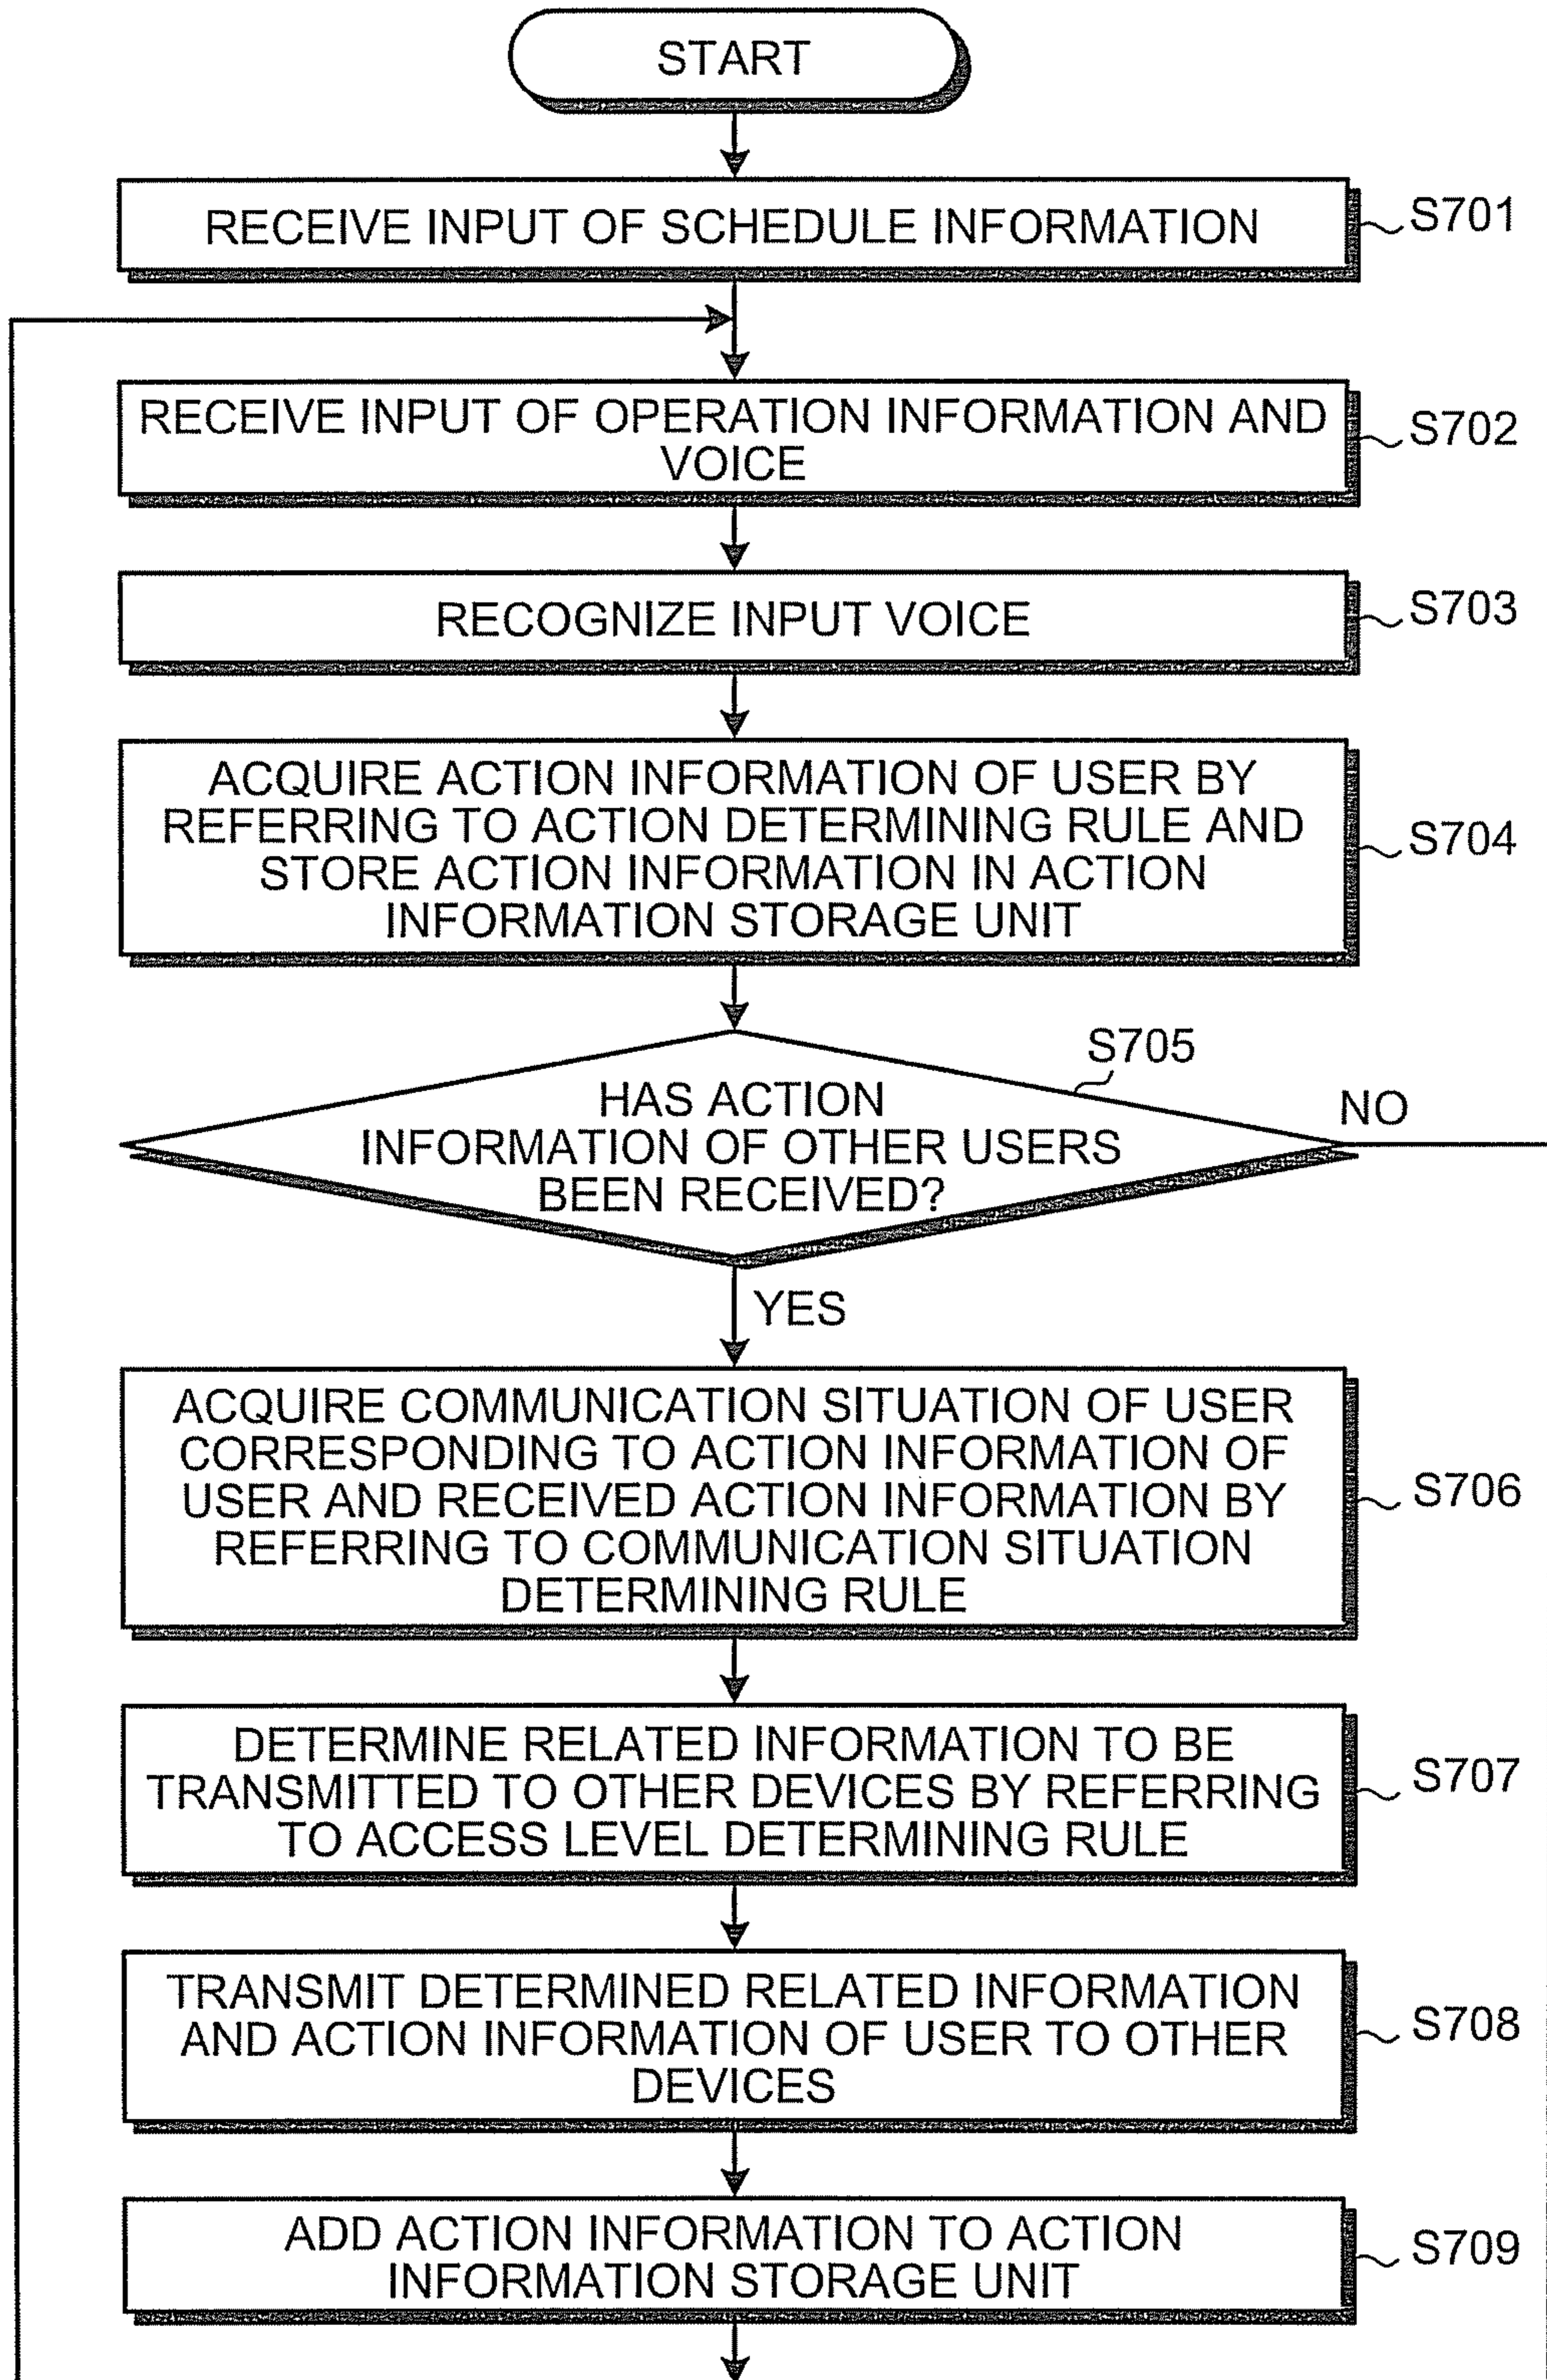 START
RECEIVE INPUT OF SCHEDULE INFORMATION
S701
RECEIVE INPUT OF OPERATION INFORMATION AND
VOICE
S702
RECOGNIZE INPUT VOICE
S703
ACQUIRE ACTION INFORMATION OF USER BY
REFERRING TO ACTION DETERMINING RULE AND
STORE ACTION INFORMATION IN ACTION
INFORMATION STORAGE UNIT
S704
S705
HAS ACTION
INFORMATION OF OTHER USERS
BEEN RECEIVED?
NO
YES
ACQUIRE COMMUNICATION SITUATION OF USER
CORRESPONDING TO ACTION INFORMATION OF
USER AND RECEIVED ACTION INFORMATION BY
REFERRING TO COMMUNICATION SITUATION
DETERMINING RULE
S706
DETERMINE RELATED INFORMATION TO BE
TRANSMITTED TO OTHER DEVICES BY REFERRING
TO ACCESS LEVEL DETERMINING RULE
S707
TRANSMIT DETERMINED RELATED INFORMATION
AND ACTION INFORMATION OF USER TO OTHER
DEVICES
S708
ADD ACTION INFORMATION TO ACTION
INFORMATION STORAGE UNIT
S709